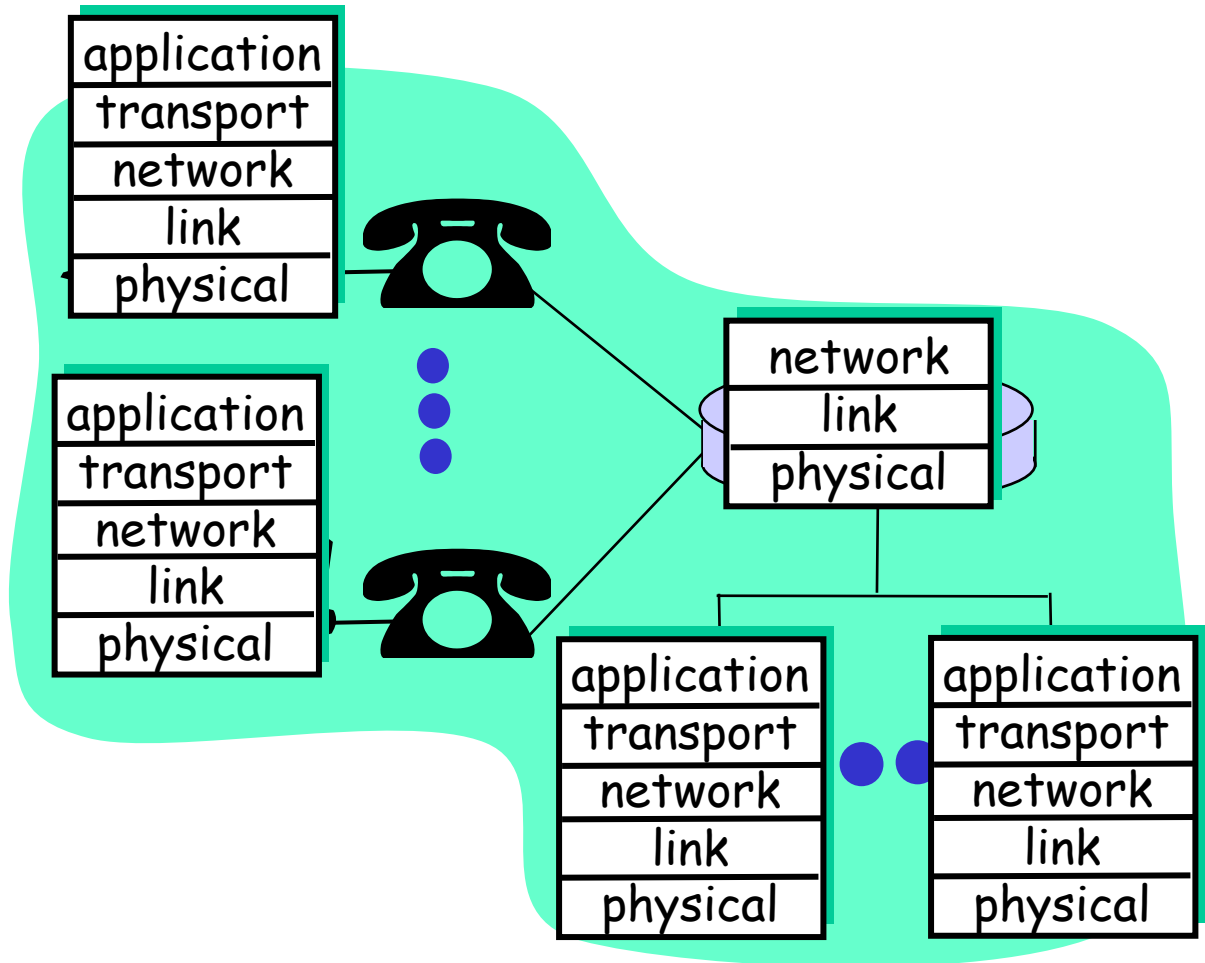 application
transport
network
link
physical
application
transport
network
link
physical
network
link
physical
application
transport
network
link
physical
application
transport
network
link
physical